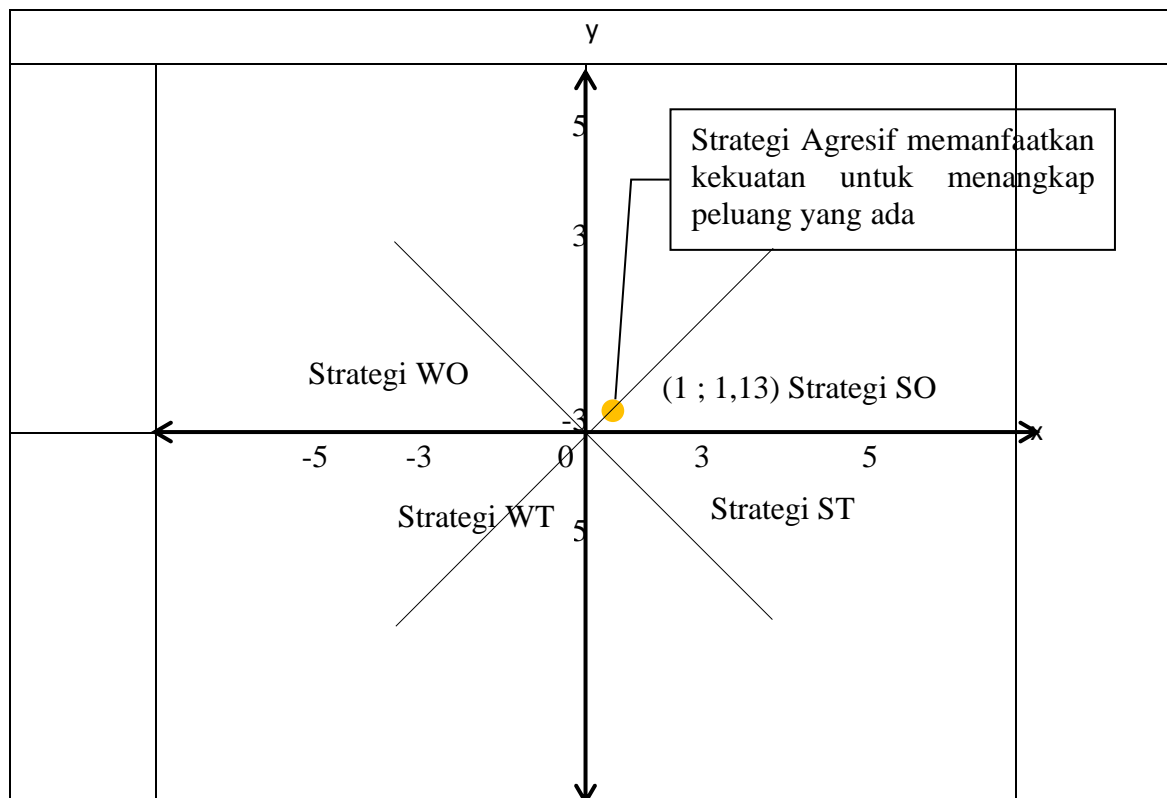 y
5
Strategi Agresif memanfaatkan
kekuatan untuk menangkap
peluang yang ada
3
Strategi WO
(1 ; 1,13) Strategi SO
-3
x
-5 -3 0 3 5
Strategi WT
5
Strategi ST